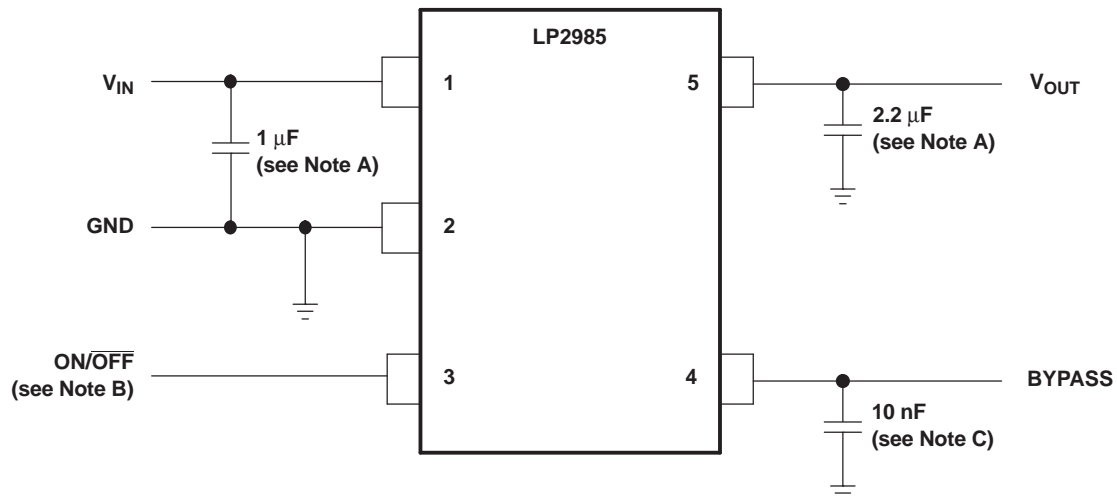 LP2985
V_IN
1
5
V_OUT
1 μF
(see Note A)
2.2 μF
(see Note A)
GND
2
ON/O̅F̅F̅
(see Note B)
3
4
BYPASS
10 nF
(see Note C)